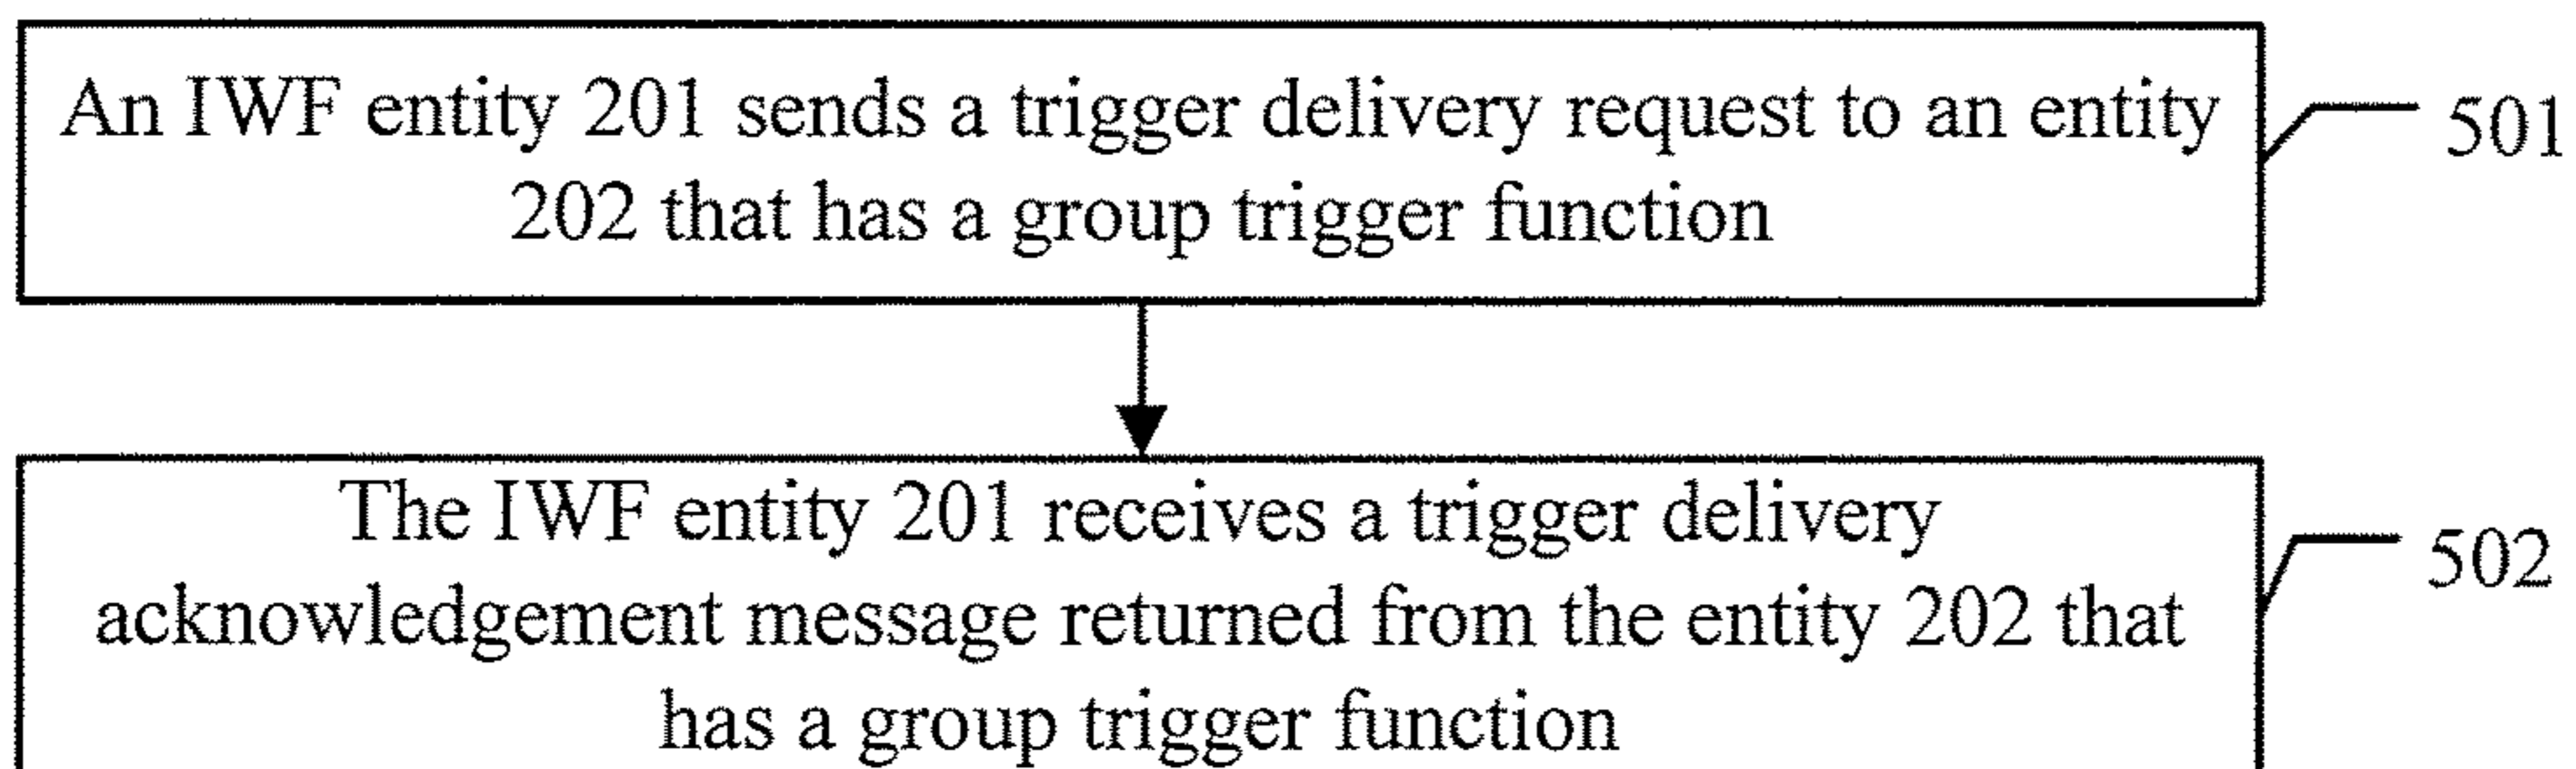 An IWF entity 201 sends a trigger delivery request to an entity
202 that has a group trigger function
501
The IWF entity 201 receives a trigger delivery
acknowledgement message returned from the entity 202 that
has a group trigger function
502